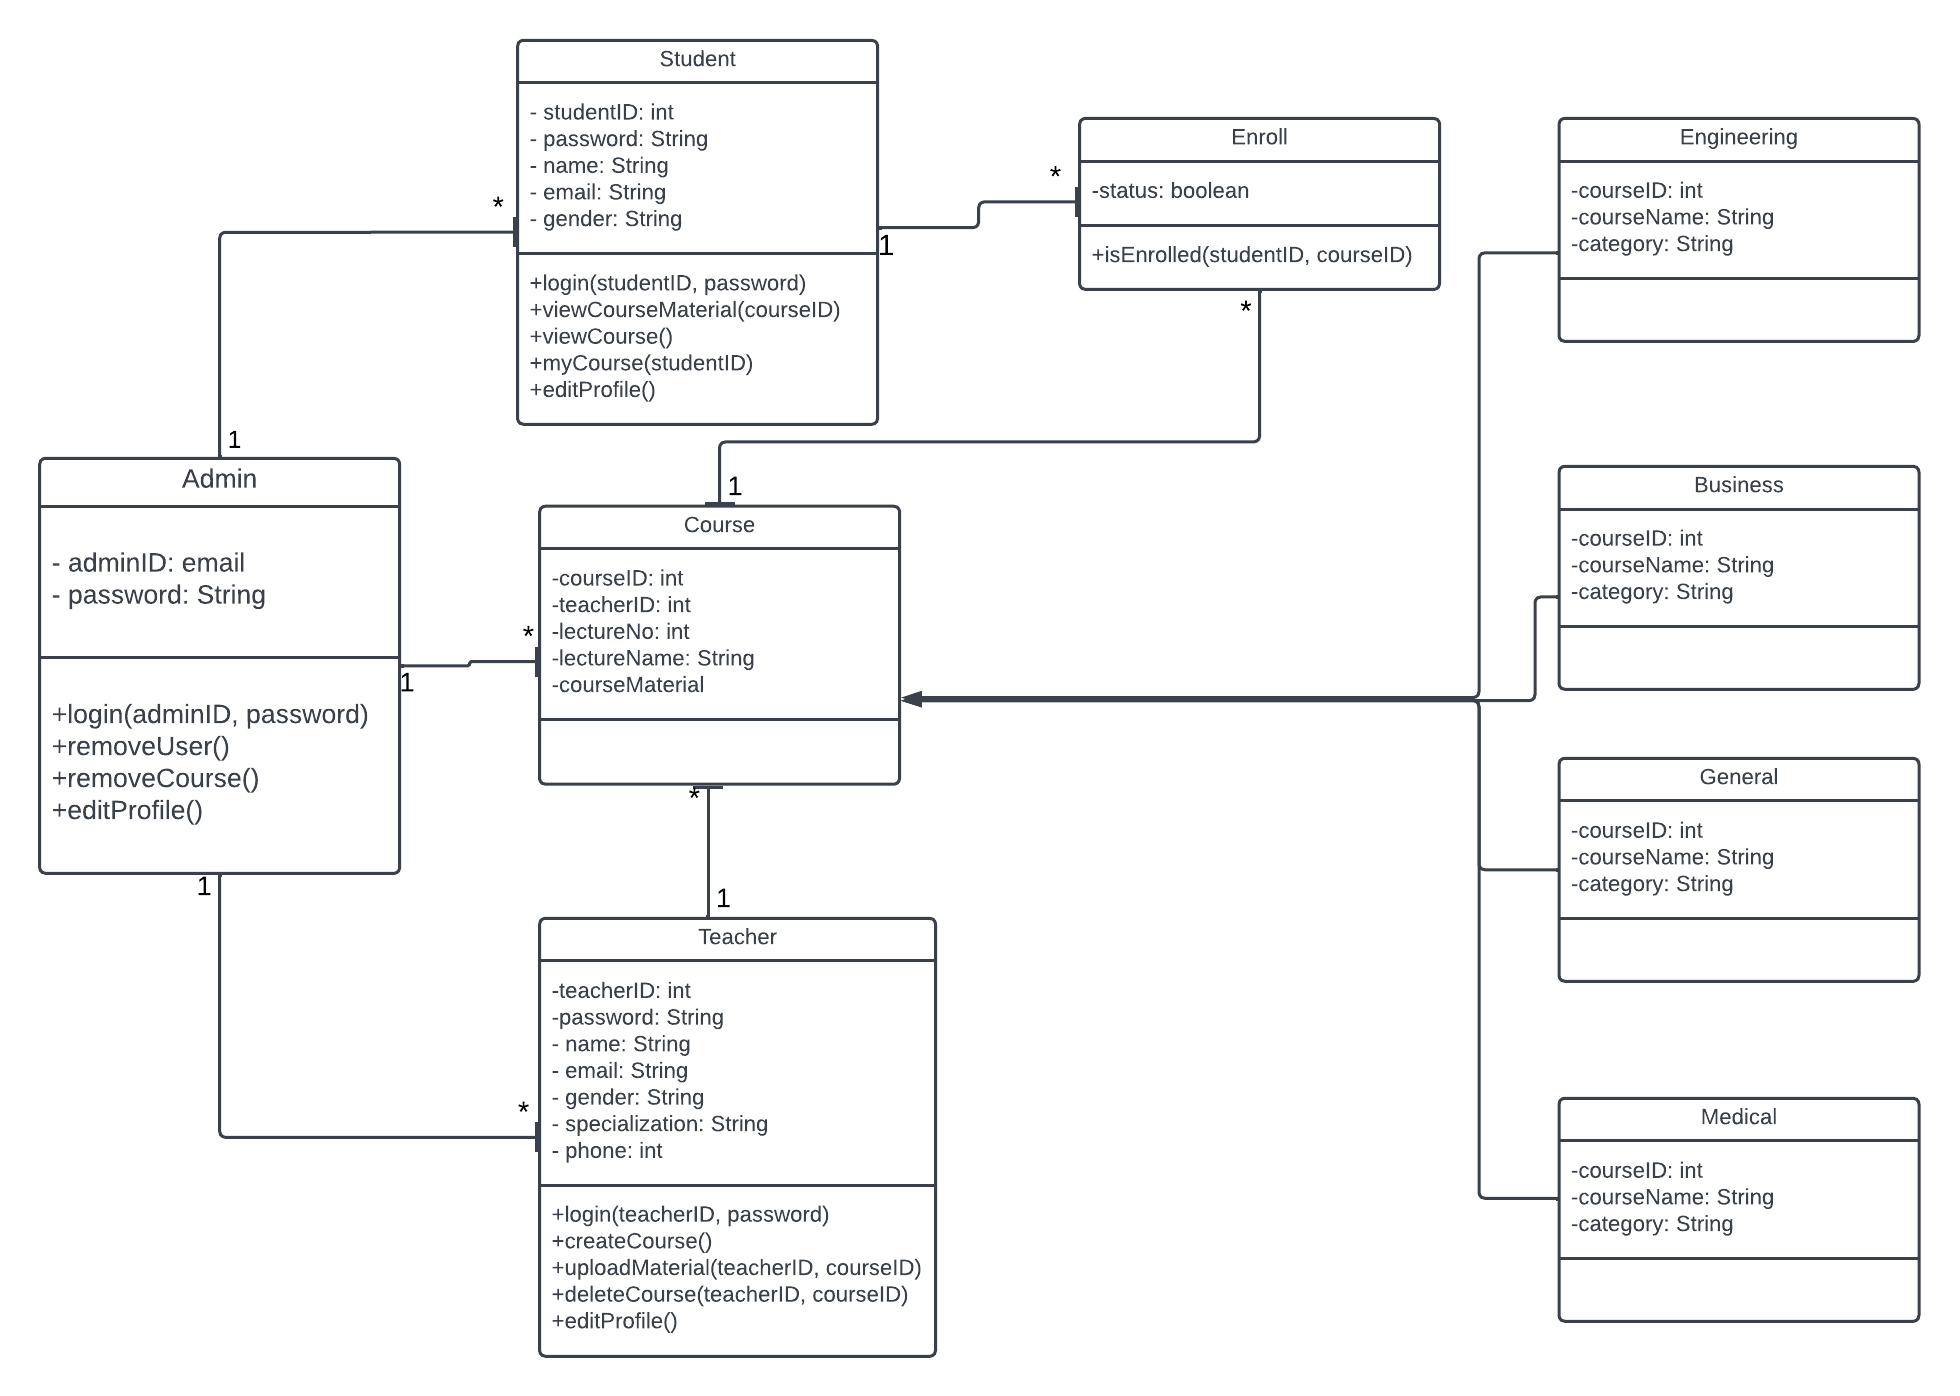 Student
- studentID: int
- password: String
- name: String
- email: String
- gender: String
+login(studentID, password)
+viewCourseMaterial(courseID)
+viewCourse()
+myCourse(studentID)
+editProfile()
*
1
*
Enroll
-status: boolean
+isEnrolled(studentID, courseID)
*
Engineering
-courseID: int
-courseName: String
-category: String
1
Admin
- adminID: email
- password: String
+login(adminID, password)
+removeUser()
+removeCourse()
+editProfile()
1
*
1
1
Course
-courseID: int
-teacherID: int
-lectureNo: int
-lectureName: String
-courseMaterial
*
1
Business
-courseID: int
-courseName: String
-category: String
General
-courseID: int
-courseName: String
-category: String
*
Teacher
-teacherID: int
-password: String
- name: String
- email: String
- gender: String
- specialization: String
- phone: int
+login(teacherID, password)
+createCourse()
+uploadMaterial(teacherID, courseID)
+deleteCourse(teacherID, courseID)
+editProfile()
Medical
-courseID: int
-courseName: String
-category: String